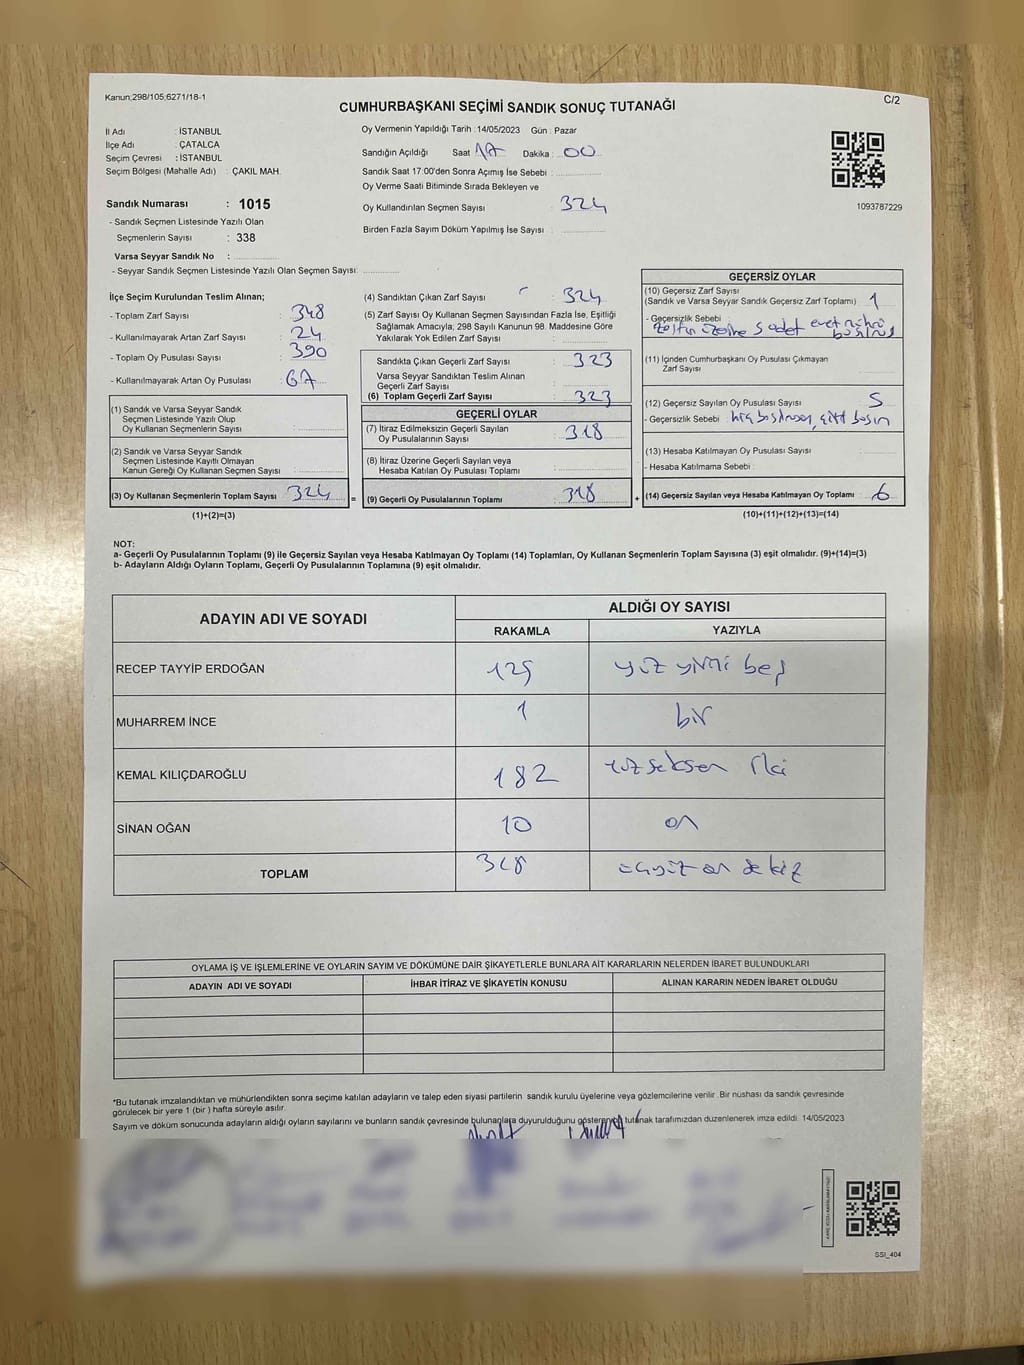 Kanun;298/105;6271/18-1
C/2
CUMHURBAŞKANI SEÇİMİ SANDIK SONUÇ TUTANAĞI
İl Adı : İSTANBUL
İlçe Adı : ÇATALCA
Seçim Çevresi : İSTANBUL
Seçim Bölgesi (Mahalle Adı) : ÇAKIL MAH.
Sandık Numarası : 1015
- Sandık Seçmen Listesinde Yazılı Olan
Seçmenlerin Sayısı : 338
Varsa Seyyar Sandık No :
- Seyyar Sandık Seçmen Listesinde Yazılı Olan Seçmen Sayısı:
Oy Vermenin Yapıldığı Tarih :14/05/2023 Gün : Pazar
Sandığın Açıldığı Saat 17 Dakika : 00
Sandık Saat 17:00'den Sonra Açımış İse Sebebi :
Oy Verme Saati Bitiminde Sırada Bekleyen ve
Oy Kullandırılan Seçmen Sayısı : 324
Birden Fazla Sayım Döküm Yapılmış İse Sayısı :
1093787229
İlçe Seçim Kurulundan Teslim Alınan;
- Toplam Zarf Sayısı : 348
- Kullanılmayarak Artan Zarf Sayısı : 24
- Toplam Oy Pusulası Sayısı : 390
- Kullanılmayarak Artan Oy Pusulası : 67
(1) Sandık ve Varsa Seyyar Sandık
Seçmen Listesinde Yazılı Olup
Oy Kullanan Seçmenlerin Sayısı :
(2) Sandık ve Varsa Seyyar Sandık
Seçmen Listesinde Kayıtlı Olmayan
Kanun Gereği Oy Kullanan Seçmen Sayısı :
(3) Oy Kullanan Seçmenlerin Toplam Sayısı 324
(1)+(2)=(3)
(4) Sandıktan Çıkan Zarf Sayısı : 324
(5) Zarf Sayısı Oy Kullanan Seçmen Sayısından Fazla İse, Eşitliği
Sağlamak Amacıyla; 298 Sayılı Kanunun 98. Maddesine Göre
Yakılarak Yok Edilen Zarf Sayısı :
Sandıkta Çıkan Geçerli Zarf Sayısı : 323
Varsa Seyyar Sandıktan Teslim Alınan
Geçerli Zarf Sayısı :
(6) Toplam Geçerli Zarf Sayısı : 323
GEÇERLİ OYLAR
(7) İtiraz Edilmeksizin Geçerli Sayılan
Oy Pusulalarının Sayısı : 318
(8) İtiraz Üzerine Geçerli Sayılan veya
Hesaba Katılan Oy Pusulası Toplamı :
= (9) Geçerli Oy Pusulalarının Toplamı : 318
GEÇERSİZ OYLAR
(10) Geçersiz Zarf Sayısı
(Sandık ve Varsa Seyyar Sandık Geçersiz Zarf Toplamı) : 1
- Geçersizlik Sebebi :
Zarfın üzerine 5 adet evet mührü
basılmış
(11) İçinden Cumhurbaşkanı Oy Pusulası Çıkmayan
Zarf Sayısı :
(12) Geçersiz Sayılan Oy Pusulası Sayısı : 5
- Geçersizlik Sebebi : hiç basılmayan, çift basım
(13) Hesaba Katılmayan Oy Pusulası Sayısı :
- Hesaba Katılmama Sebebi :
+ (14) Geçersiz Sayılan veya Hesaba Katılmayan Oy Toplamı : 6
(10)+(11)+(12)+(13)=(14)
NOT:
a- Geçerli Oy Pusulalarının Toplamı (9) ile Geçersiz Sayılan veya Hesaba Katılmayan Oy Toplamı (14) Toplamları, Oy Kullanan Seçmenlerin Toplam Sayısına (3) eşit olmalıdır. (9)+(14)=(3)
b- Adayların Aldığı Oyların Toplamı, Geçerli Oy Pusulalarının Toplamına (9) eşit olmalıdır.
ADAYIN ADI VE SOYADI ALDIĞI OY SAYISI
RAKAMLA YAZIYLA
RECEP TAYYİP ERDOĞAN 125 yüz yirmi beş
MUHARREM İNCE 1 bir
KEMAL KILIÇDAROĞLU 182 yüz seksen iki
SİNAN OĞAN 10 on
TOPLAM 318 üçyüz on sekiz
OYLAMA İŞ VE İŞLEMLERİNE VE OYLARIN SAYIM VE DÖKÜMÜNE DAİR ŞİKAYETLERLE BUNLARA AİT KARARLARIN NELERDEN İBARET BULUNDUKLARI
ADAYIN ADI VE SOYADI İHBAR İTİRAZ VE ŞİKAYETİN KONUSU ALINAN KARARIN NEDEN İBARET OLDUĞU
*Bu tutanak imzalandıktan ve mühürlendikten sonra seçime katılan adayların ve talep eden siyasi partilerin sandık kurulu üyelerine veya gözlemcilerine verilir. Bir nüshası da sandık çevresinde
görülecek bir yere 1 (bir ) hafta süreyle asılır.
Sayım ve döküm sonucunda adayların aldığı oyların sayılarını ve bunların sandık çevresinde bulunanlara duyurulduğunu gösteren bu tutanak tarafımızdan düzenlenerek imza edildi. 14/05/2023
SSI_404